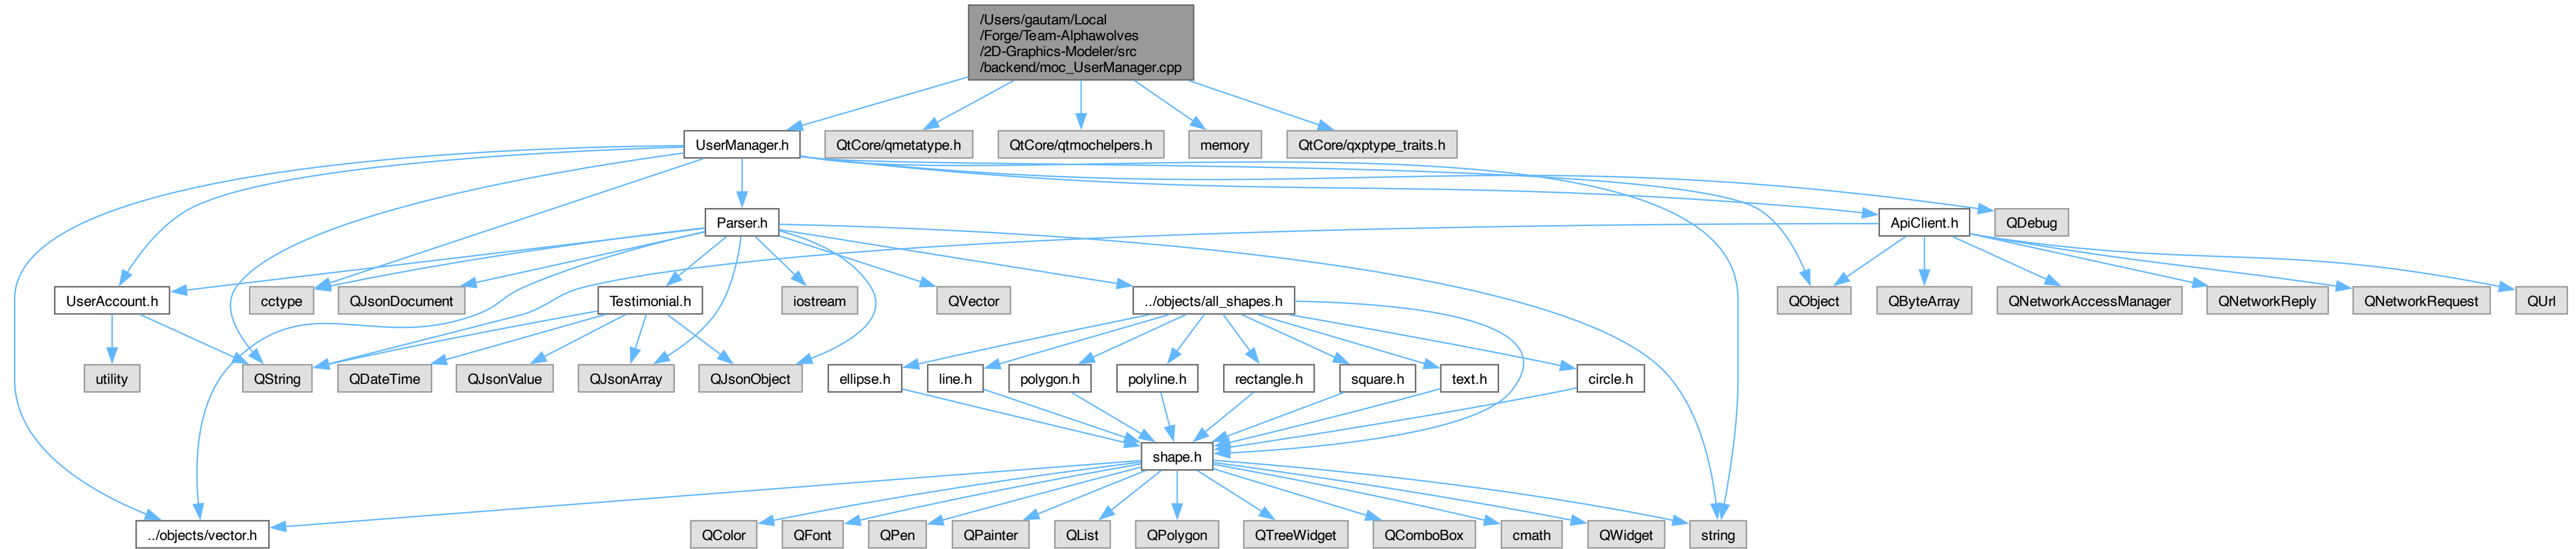 /Users/gautam/Local
/Forge/Team-Alphawolves
/2D-Graphics-Modeler/src
/backend/moc_UserManager.cpp
UserManager.h
QtCore/qmetatype.h
QtCore/qtmochelpers.h
memory
QtCore/qxptype_traits.h
Parser.h
ApiClient.h
QDebug
UserAccount.h
cctype
QJsonDocument
Testimonial.h
iostream
QVector
../objects/all_shapes.h
QObject
QByteArray
QNetworkAccessManager
QNetworkReply
QNetworkRequest
QUrl
utility
QString
QDateTime
QJsonValue
QJsonArray
QJsonObject
ellipse.h
line.h
polygon.h
polyline.h
rectangle.h
square.h
text.h
circle.h
shape.h
../objects/vector.h
QColor
QFont
QPen
QPainter
QList
QPolygon
QTreeWidget
QComboBox
cmath
QWidget
string